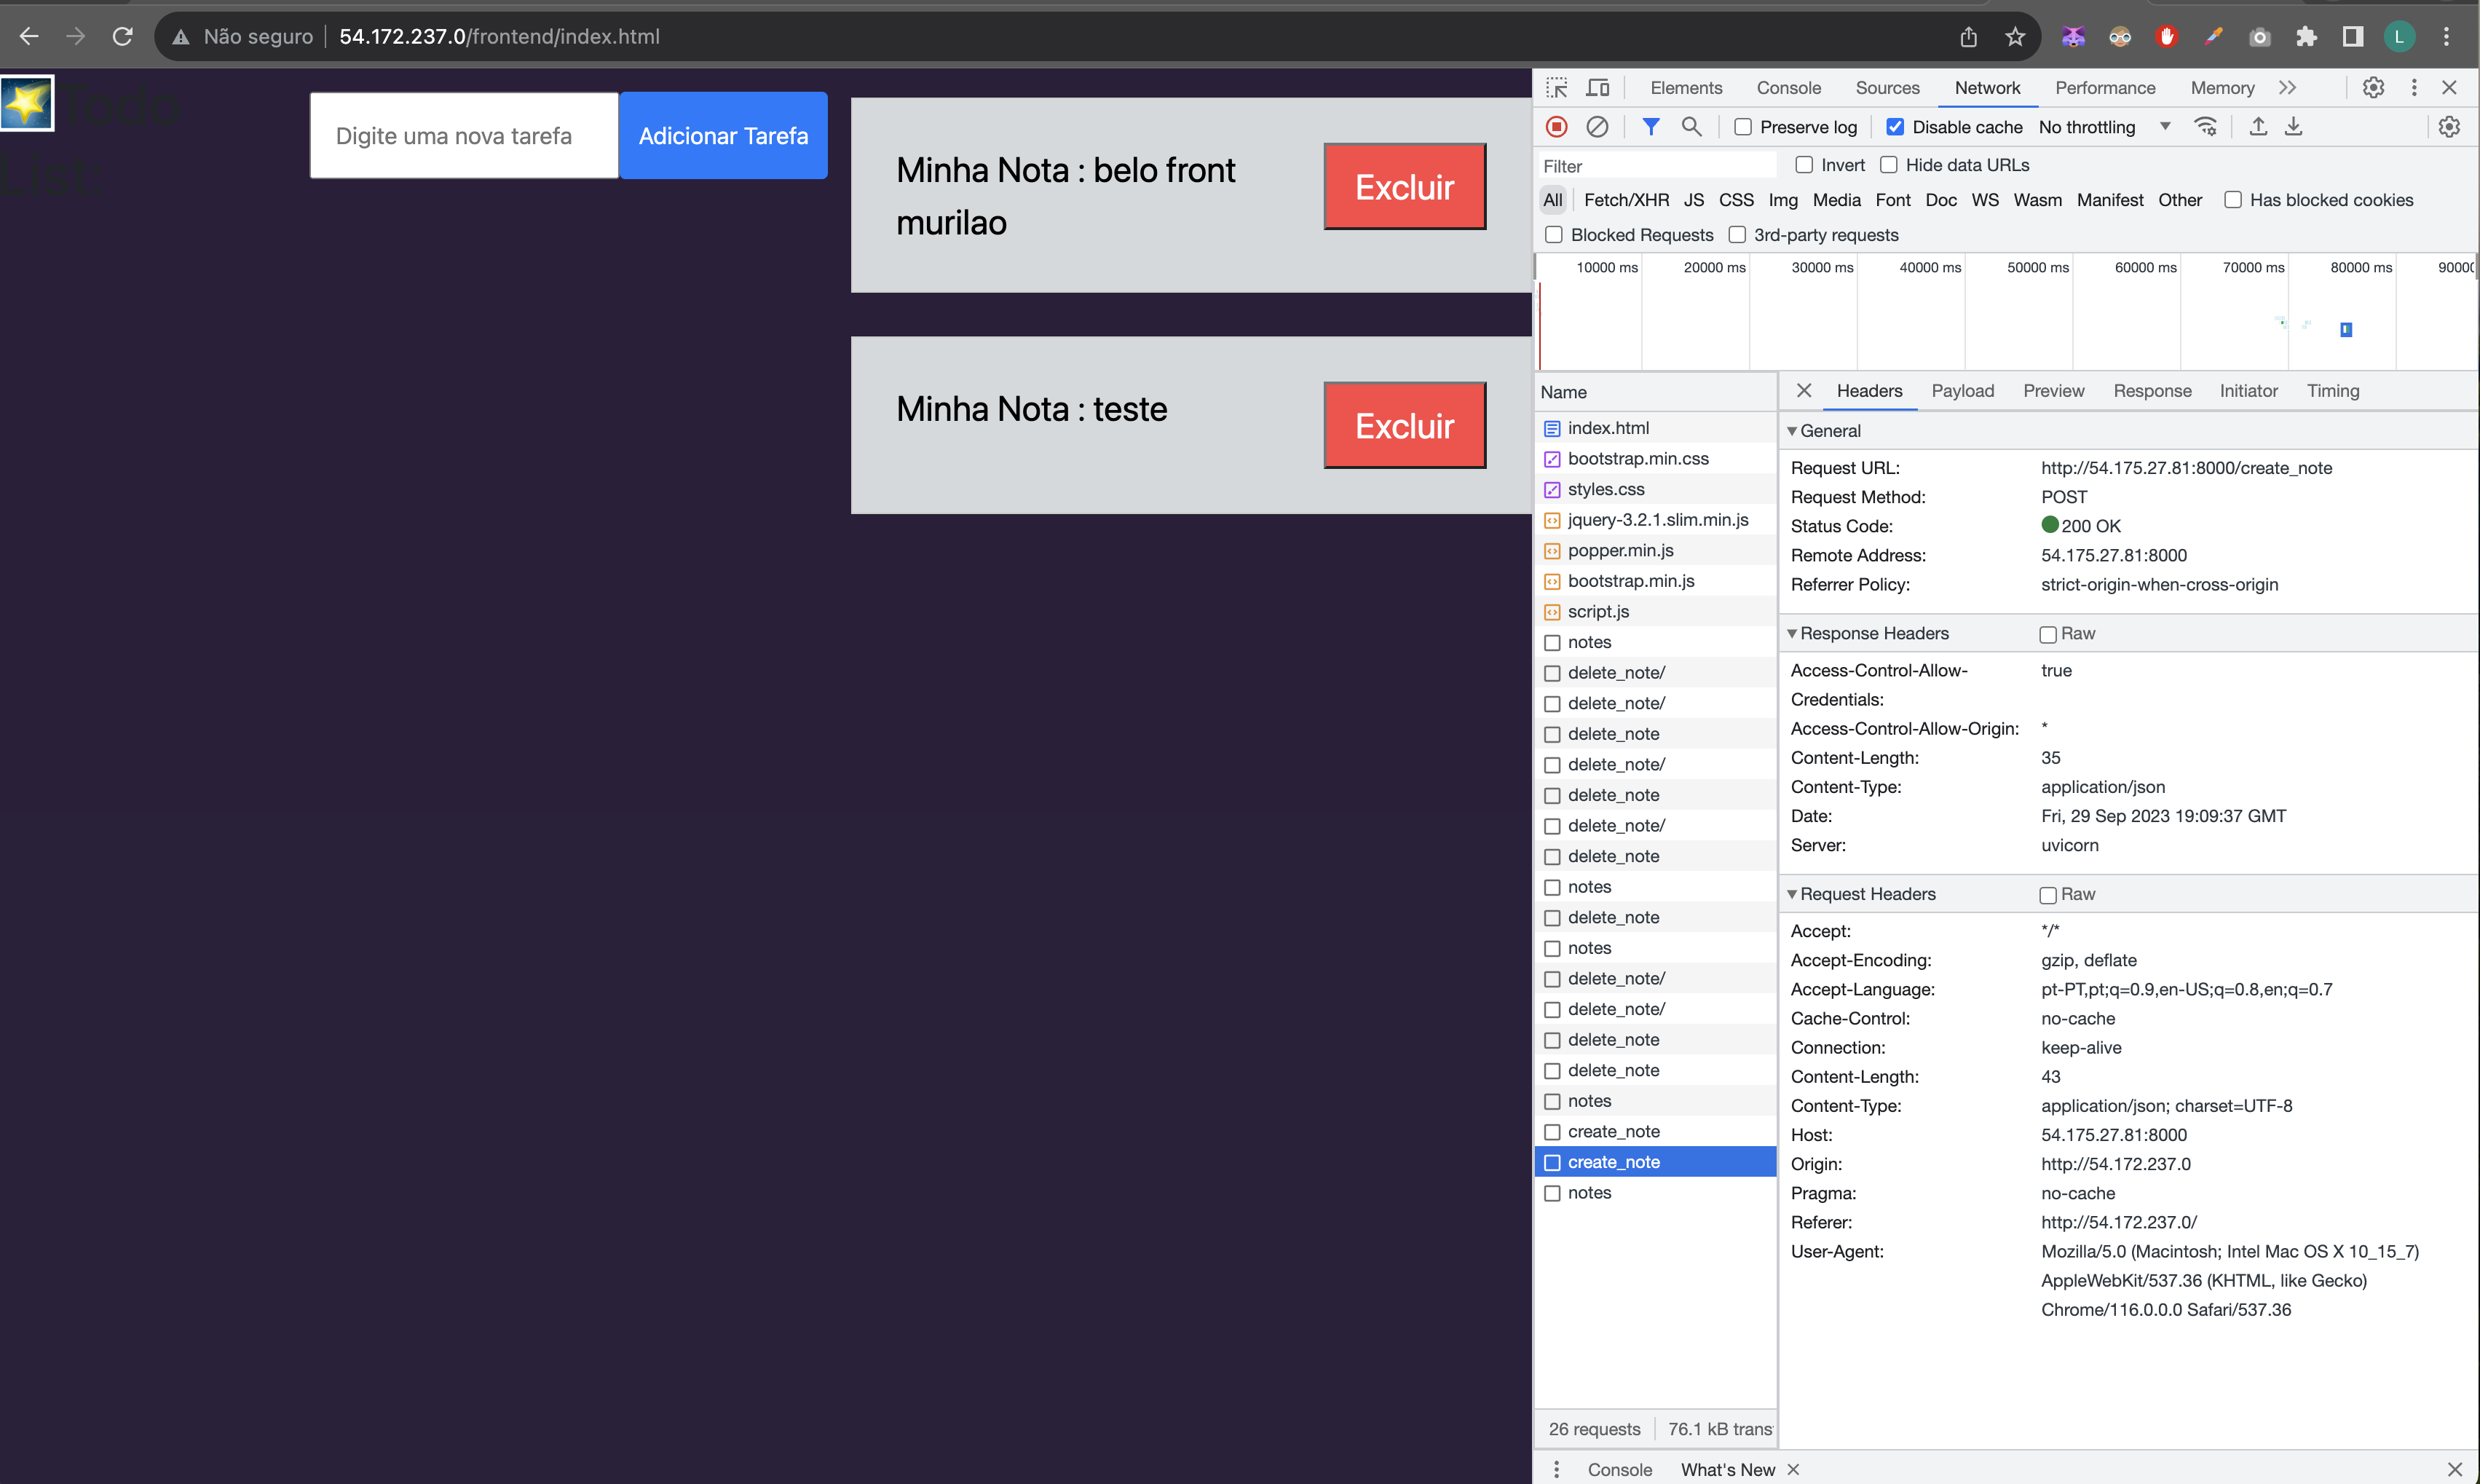 Não seguro
54.172.237.0/frontend/index.html
L
Todo
List;
Digite uma nova tarefa
Adicionar Tarefa
Minha Nota : belo front
murilao
Excluir
Minha Nota : teste
Excluir
Elements Console Sources Network Performance Memory
Preserve log Disable cache No throttling
Filter Invert Hide data URLs
All Fetch/XHR JS CSS Img Media Font Doc WS Wasm Manifest Other Has blocked cookies
Blocked Requests 3rd-party requests
10000 ms 20000 ms 30000 ms 40000 ms 50000 ms 60000 ms 70000 ms 80000 ms 9000
Name
index.html
bootstrap.min.css
styles.css
jquery-3.2.1.slim.min.js
popper.min.js
bootstrap.min.js
script.js
notes
delete_note/
delete_note/
delete_note
delete_note/
delete_note
delete_note/
delete_note
notes
delete_note
notes
delete_note/
delete_note/
delete_note
delete_note
notes
create_note
create_note
notes
26 requests 76.1 kB trans
Headers Payload Preview Response Initiator Timing
General
Request URL: http://54.175.27.81:8000/create_note
Request Method: POST
Status Code: 200 OK
Remote Address: 54.175.27.81:8000
Referrer Policy: strict-origin-when-cross-origin
Response Headers Raw
Access-Control-Allow- true
Credentials:
Access-Control-Allow-Origin: *
Content-Length: 35
Content-Type: application/json
Date: Fri, 29 Sep 2023 19:09:37 GMT
Server: uvicorn
Request Headers Raw
Accept: */*
Accept-Encoding: gzip, deflate
Accept-Language: pt-PT,pt;q=0.9,en-US;q=0.8,en;q=0.7
Cache-Control: no-cache
Connection: keep-alive
Content-Length: 43
Content-Type: application/json; charset=UTF-8
Host: 54.175.27.81:8000
Origin: http://54.172.237.0
Pragma: no-cache
Referer: http://54.172.237.0/
User-Agent: Mozilla/5.0 (Macintosh; Intel Mac OS X 10_15_7)
AppleWebKit/537.36 (KHTML, like Gecko)
Chrome/116.0.0.0 Safari/537.36
Console What's New